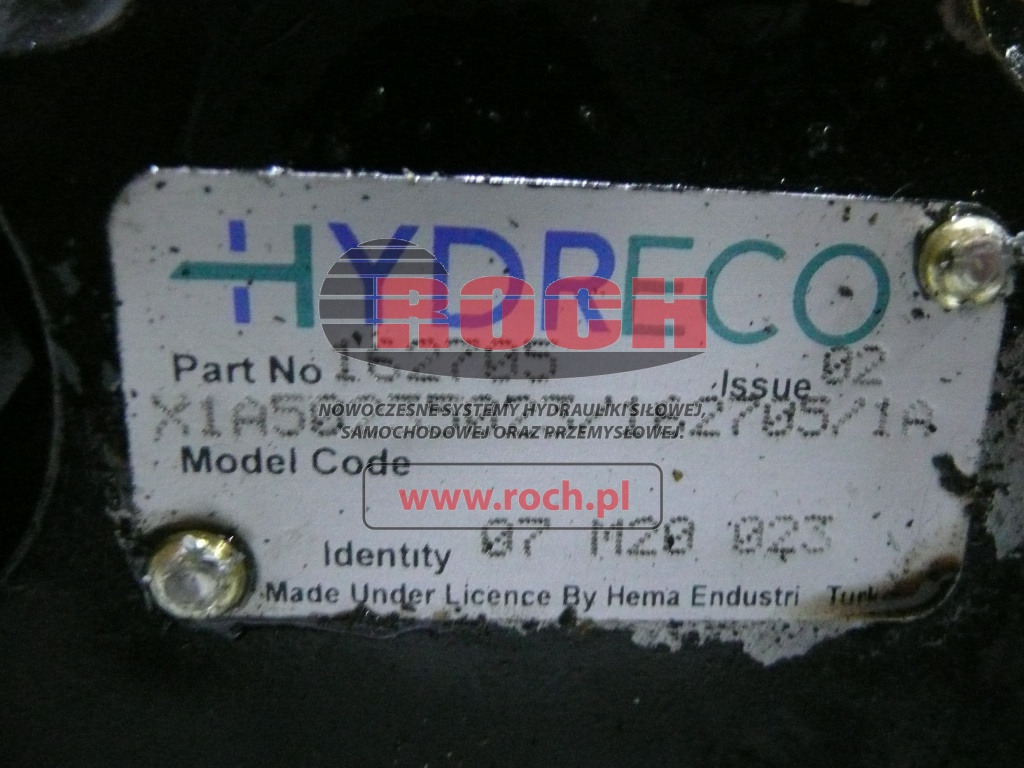 HYDRECO
ROCH
Part No 162705
Issue 02
NOWOCZESNE SYSTEMY HYDRAULIKI SIŁOWEJ,
SAMOCHODOWEJ ORAZ PRZEMYSŁOWEJ.
Model Code
www.roch.pl
Identity 07 M20 023
Made Under Licence By Hema Endustri